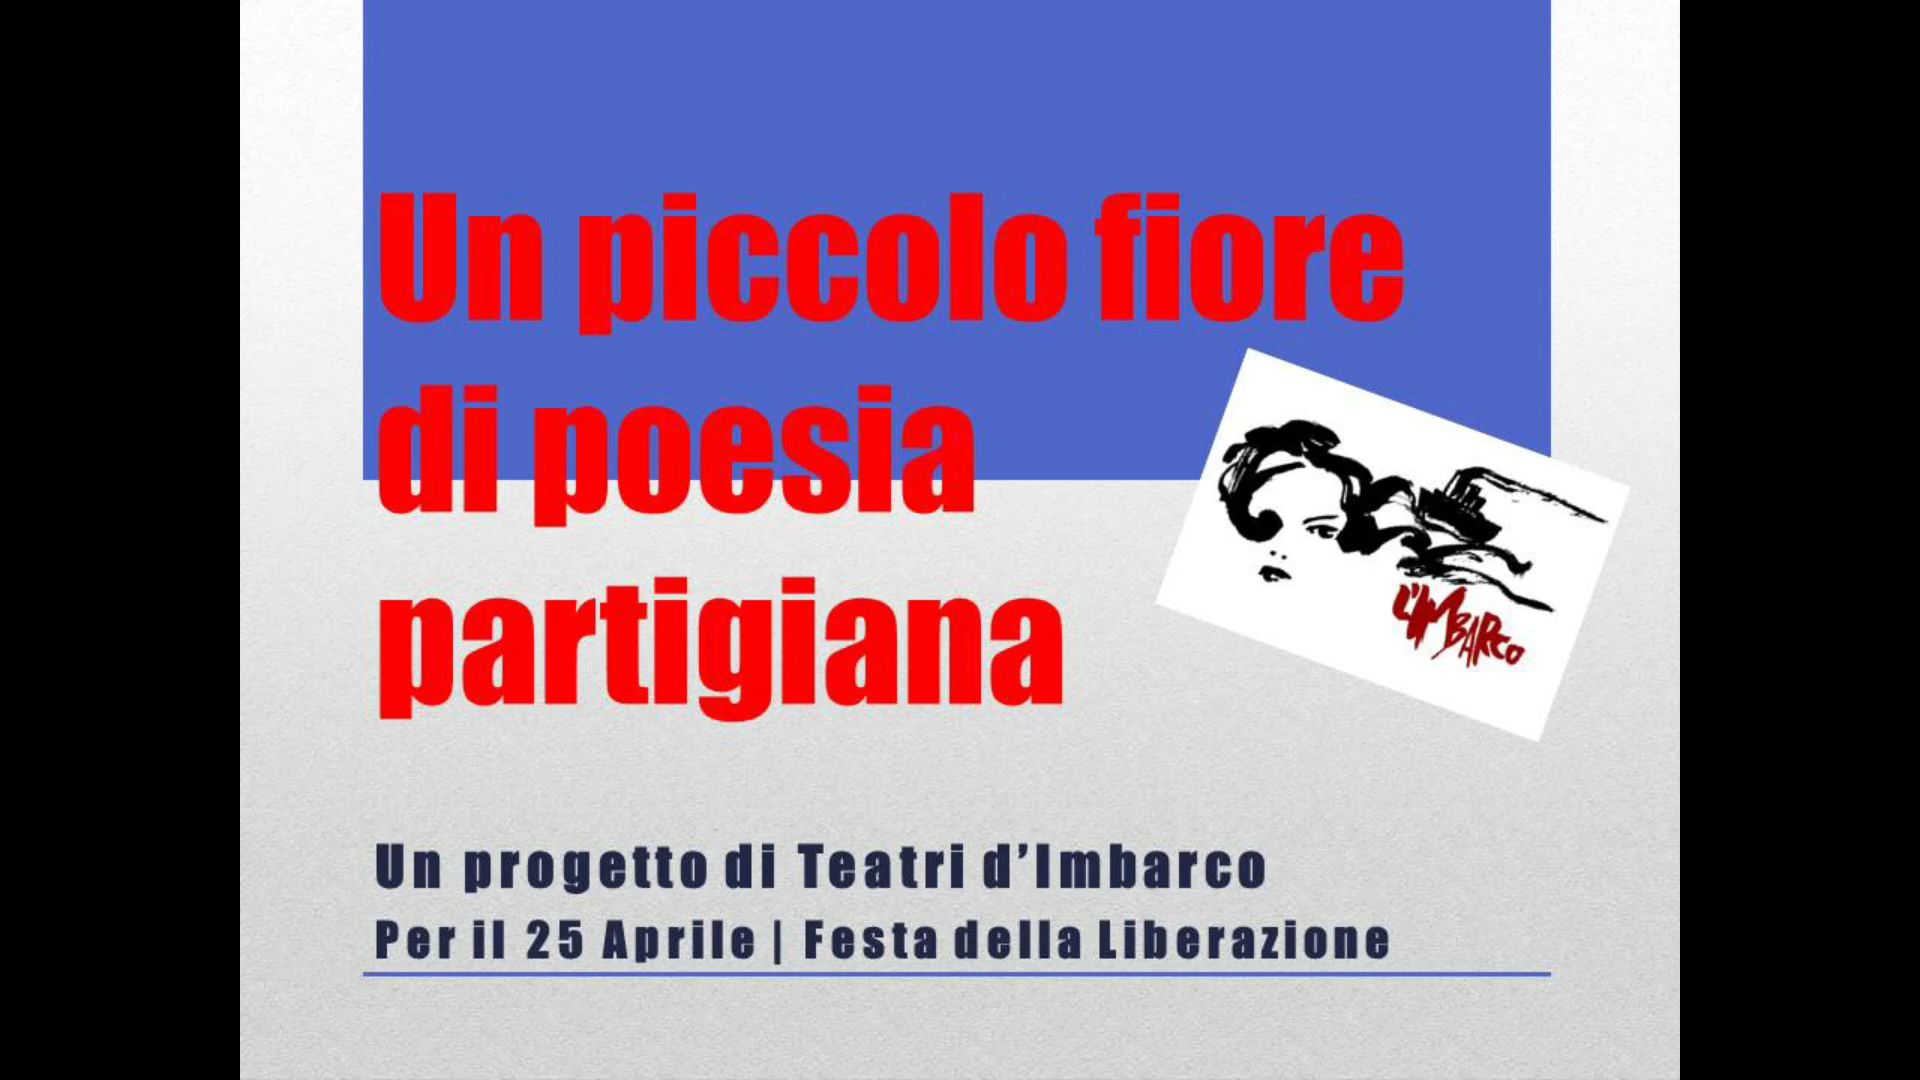 Un piccolo fiore
di poesia
partigiana
L'IMBARCO
Un progetto di Teatri d’Imbarco
Per il 25 Aprile | Festa della Liberazione